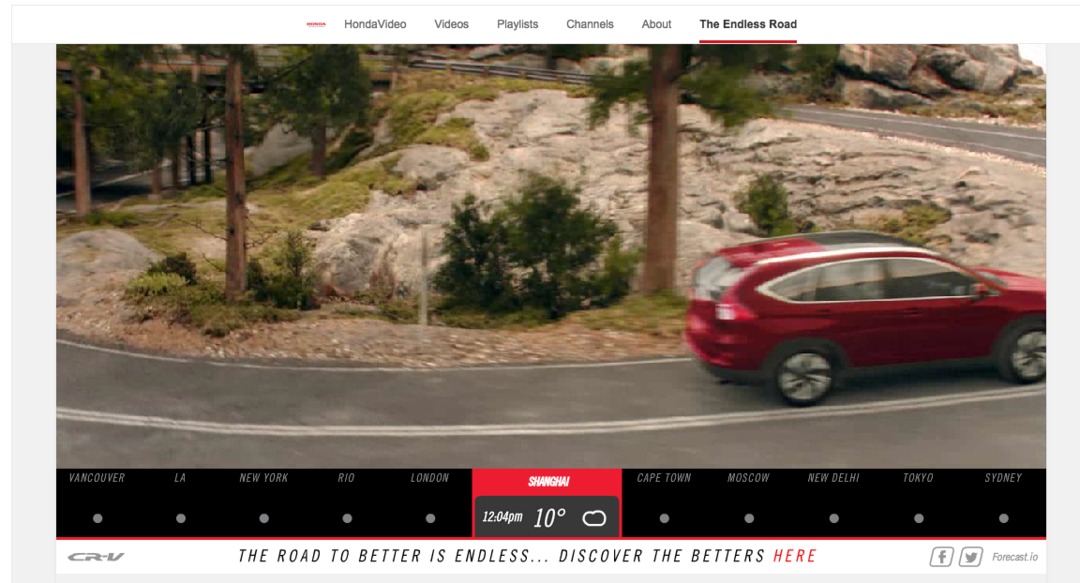 HONDA HondaVideo Videos Playlists Channels About The Endless Road
VANCOUVER LA NEW YORK RIO LONDON SHANGHAI CAPE TOWN MOSCOW NEW DELHI TOKYO SYDNEY
12:04pm 10°
CR-V THE ROAD TO BETTER IS ENDLESS... DISCOVER THE BETTERS HERE Forecast.io